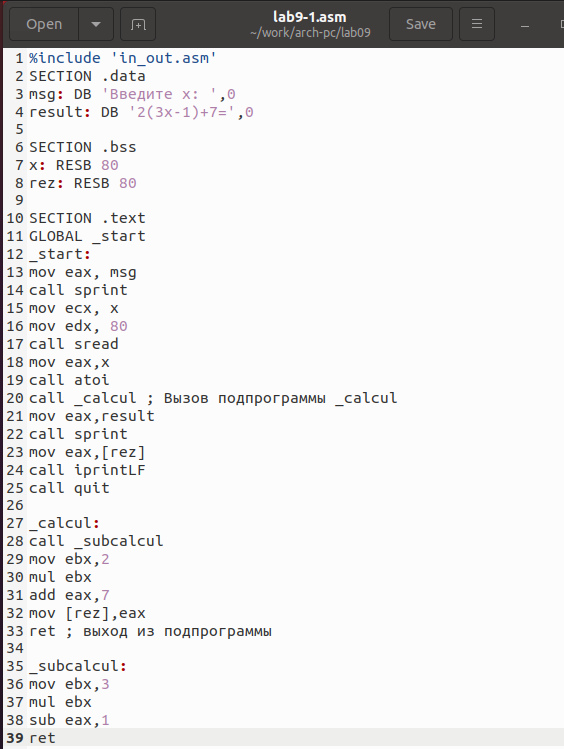 Open
lab9-1.asm
~/work/arch-pc/lab09
Save
1 %include 'in_out.asm'
2 SECTION .data
3 msg: DB 'Введите x: ',0
4 result: DB '2(3x-1)+7=',0
5
6 SECTION .bss
7 x: RESB 80
8 rez: RESB 80
9
10 SECTION .text
11 GLOBAL _start
12 _start:
13 mov eax, msg
14 call sprint
15 mov ecx, x
16 mov edx, 80
17 call sread
18 mov eax,x
19 call atoi
20 call _calcul ; Вызов подпрограммы _calcul
21 mov eax,result
22 call sprint
23 mov eax,[rez]
24 call iprintLF
25 call quit
26
27 _calcul:
28 call _subcalcul
29 mov ebx,2
30 mul ebx
31 add eax,7
32 mov [rez],eax
33 ret ; выход из подпрограммы
34
35 _subcalcul:
36 mov ebx,3
37 mul ebx
38 sub eax,1
39 ret